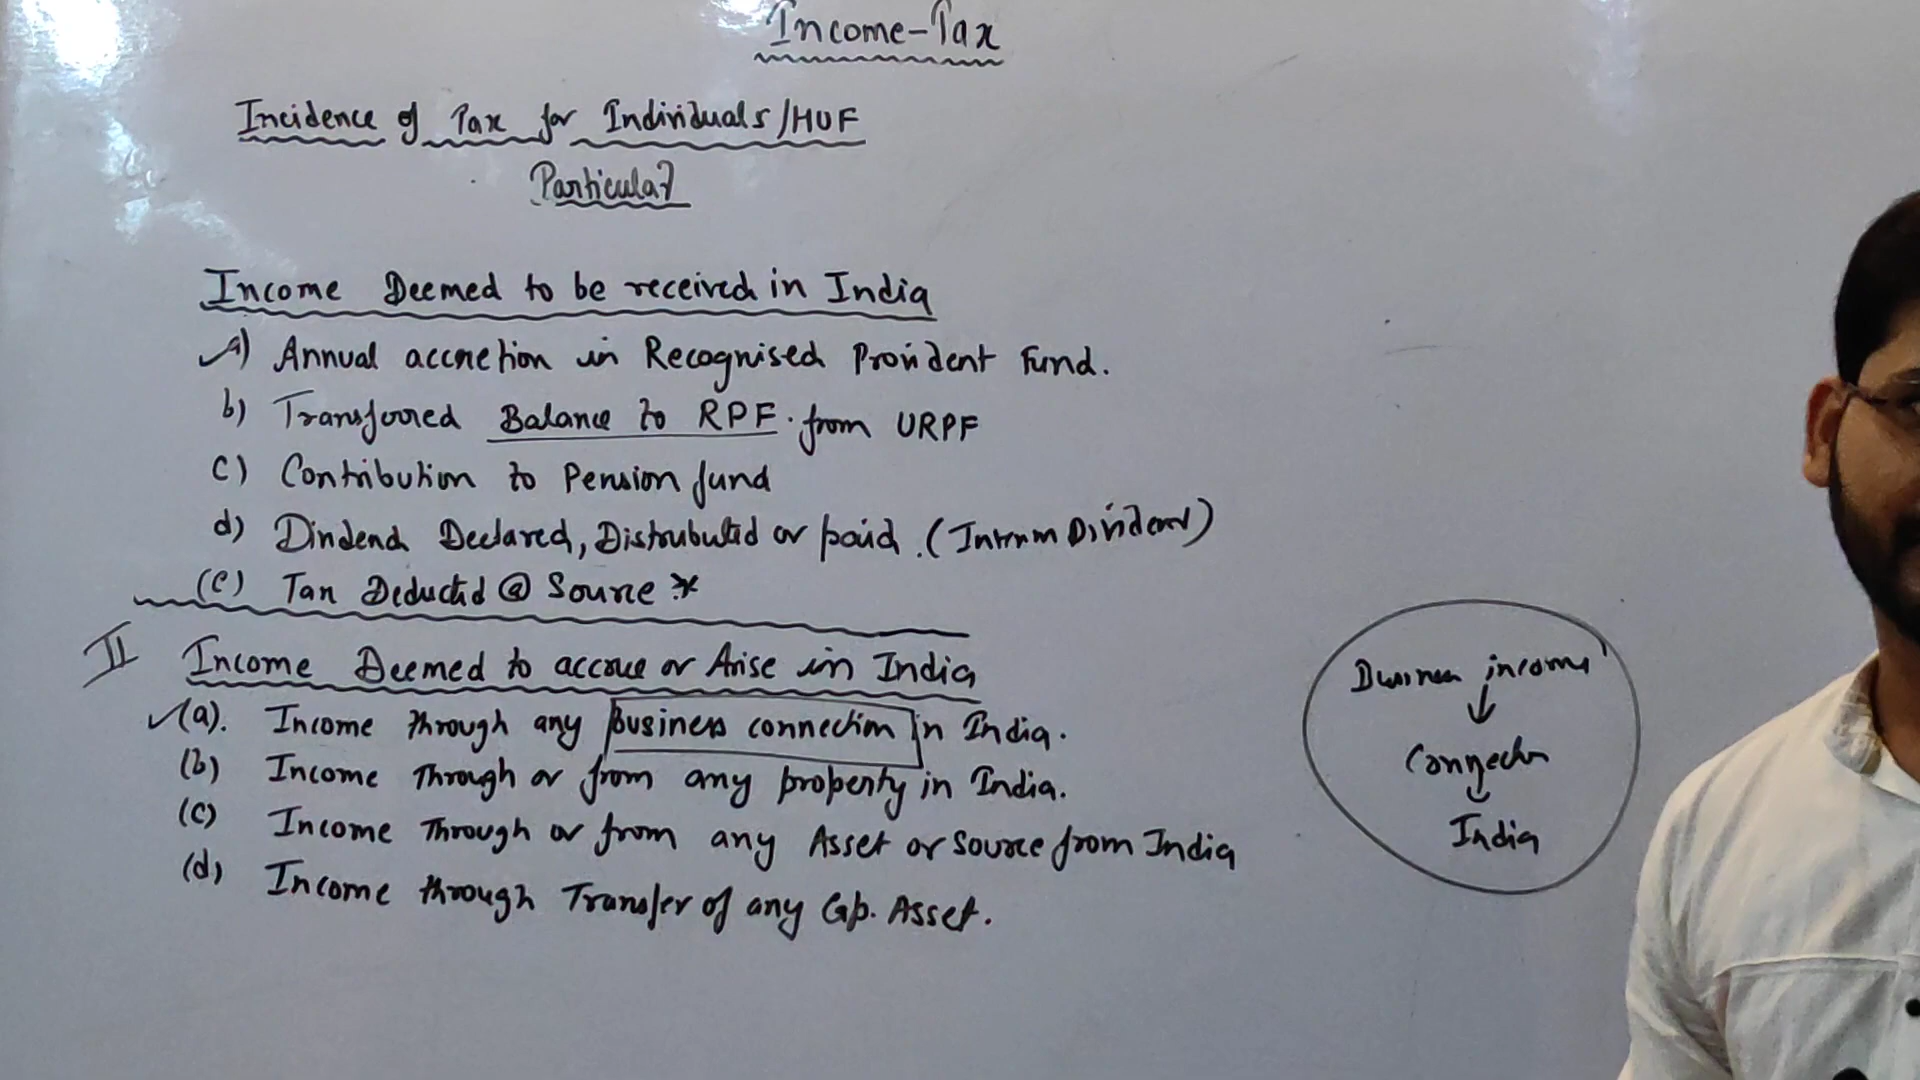 Income-Tax
Incidence of Tax for Individuals/HUF
Particular
Income Deemed to be received in India
a) Annual accretion in Recognised Provident Fund.
b) Transferred Balance to RPF. from URPF
c) Contribution to Pension fund
d) Dividend Declared, Distributed or paid. (Interim Dividend)
(e) Tax Deducted @ Source *
II Income Deemed to accrue or Arise in India
(a). Income through any business connection in India.
(b) Income Through or from any property in India.
(c) Income Through or from any Asset or Source from India
(d) Income through Transfer of any Cap. Asset.
Business income
Connection
India